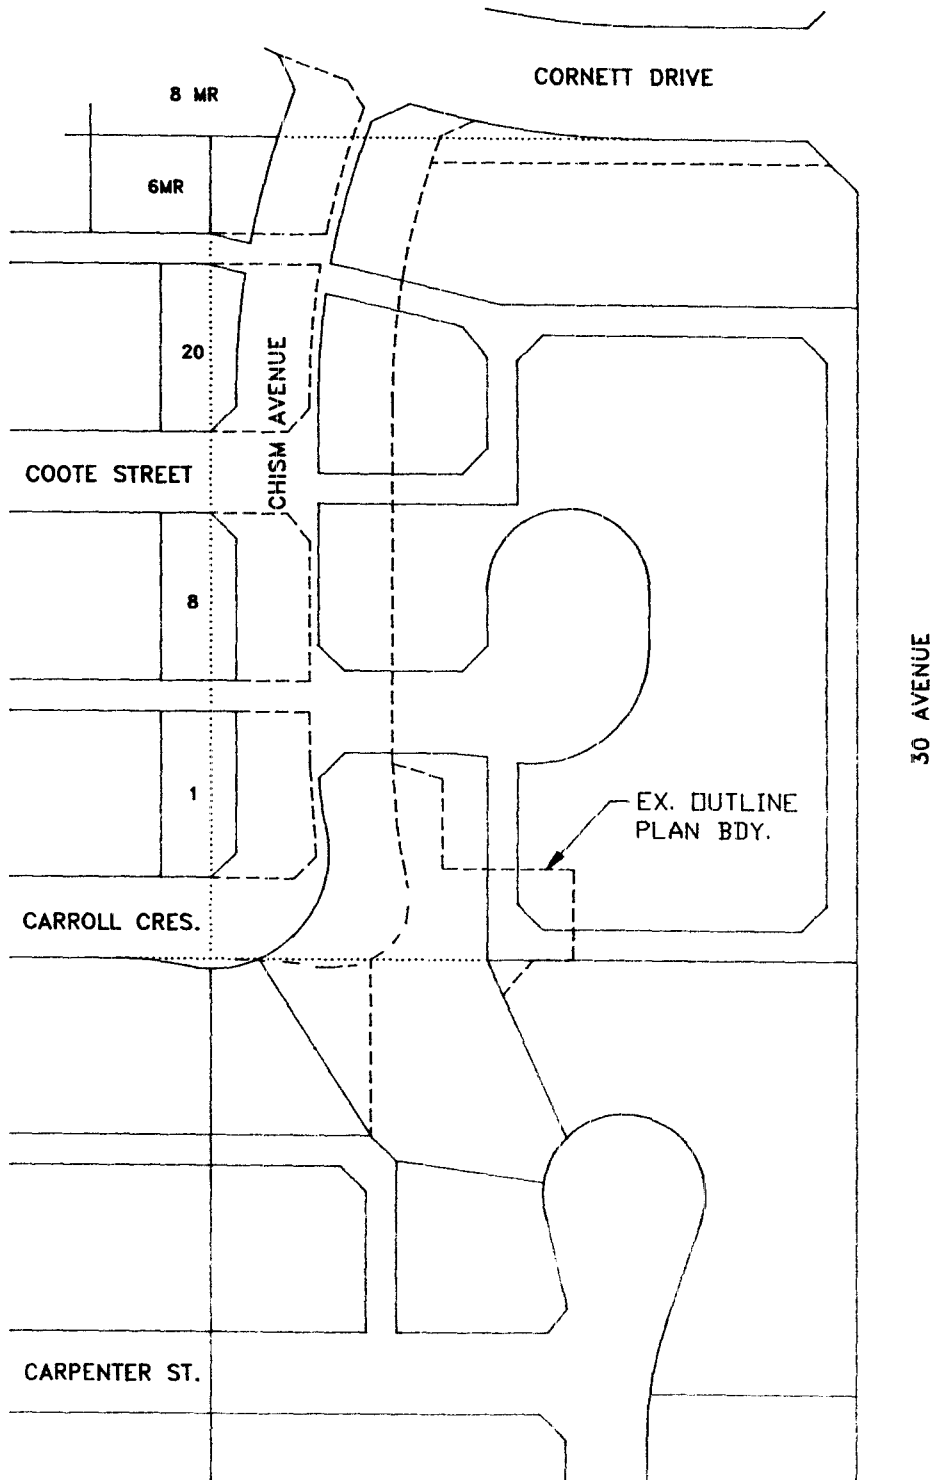 CORNETT DRIVE
8 MR
6MR
20
CHISM AVENUE
COOTE STREET
8
30 AVENUE
1
EX. OUTLINE
PLAN BDY.
CARROLL CRES.
CARPENTER ST.